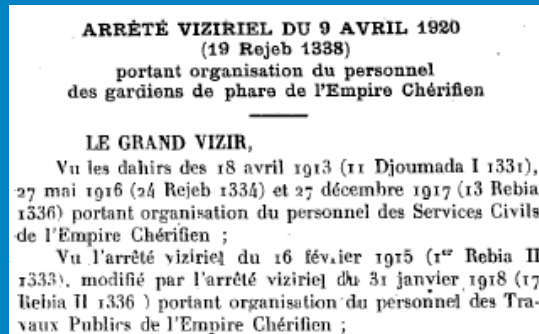 ARRÊTÉ VIZIRIEL DU 9 AVRIL 1920
(19 Rejeb 1338)
portant organisation du personnel
des gardiens de phare de l'Empire Chérifien
LE GRAND VIZIR,
Vu les dahirs des 18 avril 1913 (11 Djoumada I 1331),
27 mai 1916 (24 Rejeb 1334) et 27 décembre 1917 (13 Rebia
1336) portant organisation du personnel des Services Civils
de l'Empire Chérifien ;
Vu l'arrêté viziriel du 16 février 1915 (1er Rebia II
1333), modifié par l'arrêté viziriel du 31 janvier 1918 (17
Rebia II 1336 ) portant organisation du personnel des Tra-
vaux Publics de l'Empire Chérifien ;